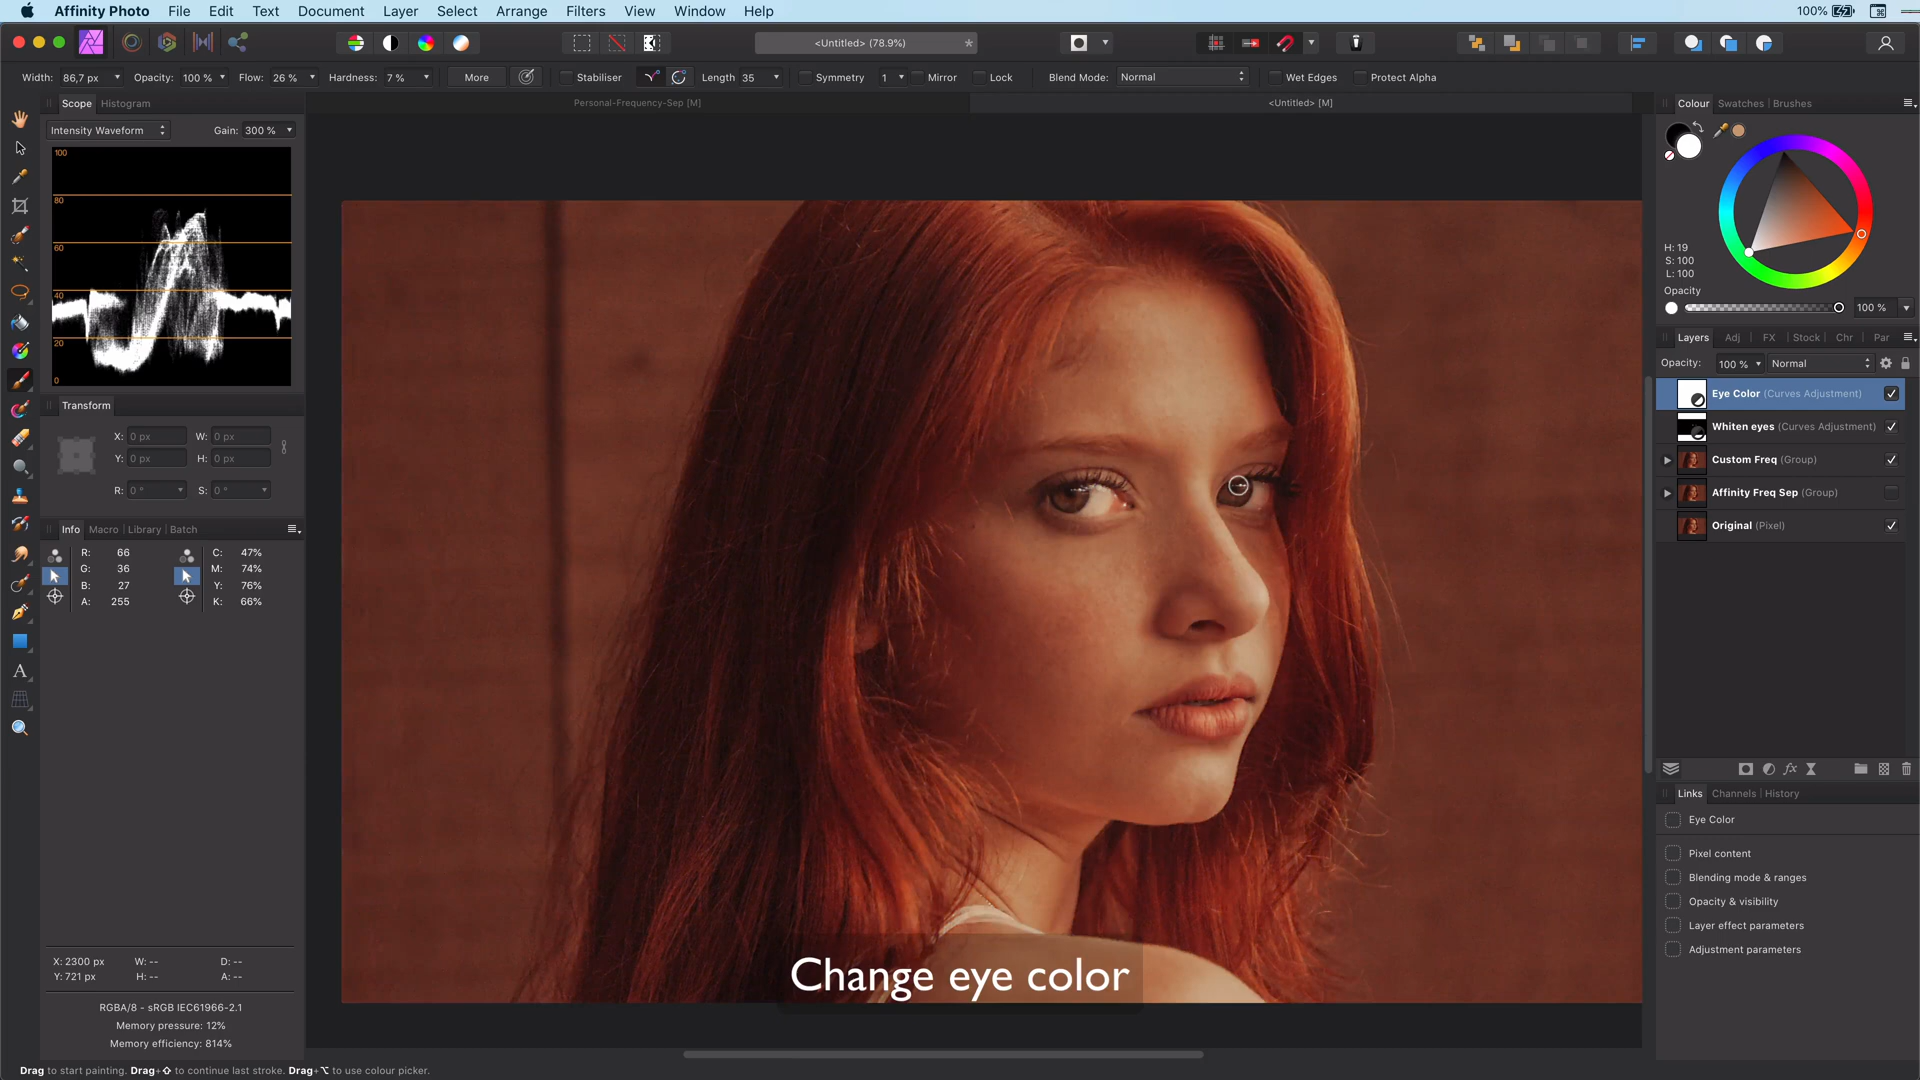 Affinity Photo File Edit Text Document Layer Select Arrange Filters View Window Help 100%
<Untitled> (78.9%) *
Width: 86,7 px Opacity: 100 % Flow: 26 % Hardness: 7 % More Stabiliser Length 35 Symmetry 1 Mirror Lock Blend Mode: Normal Wet Edges Protect Alpha
Scope Histogram
Personal-Frequency-Sep [M]
<Untitled> [M]
Colour Swatches Brushes
Intensity Waveform Gain: 300 %
100
80
60
40
20
0
H: 19
S: 100
L: 100
Opacity
100 %
Layers Adj FX Stock Chr Par
Opacity: 100 % Normal
Eye Color (Curves Adjustment)
Whiten eyes (Curves Adjustment)
Custom Freq (Group)
Affinity Freq Sep (Group)
Original (Pixel)
Transform
X: 0 px W: 0 px
Y: 0 px H: 0 px
R: 0 ° S: 0 °
Info Macro Library Batch
R: 66 C: 47%
G: 36 M: 74%
B: 27 Y: 76%
A: 255 K: 66%
Links Channels History
Eye Color
Pixel content
Blending mode & ranges
Opacity & visibility
Layer effect parameters
Adjustment parameters
Change eye color
X: 2300 px W: -- D: --
Y: 721 px H: -- A: --
RGBA/8 - sRGB IEC61966-2.1
Memory pressure: 12%
Memory efficiency: 814%
Drag to start painting. Drag+⇧ to continue last stroke. Drag+⌥ to use colour picker.